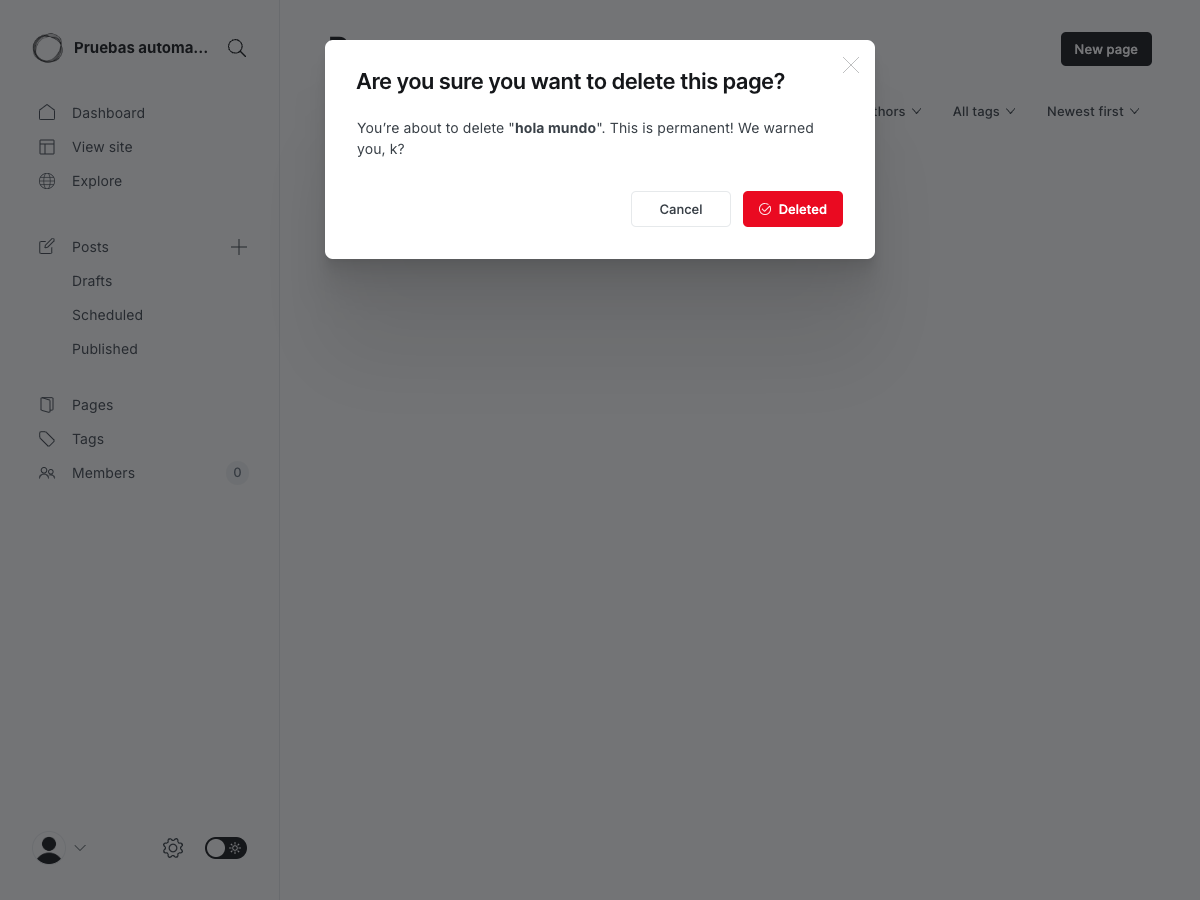 Pruebas automa...
New page
Are you sure you want to delete this page?
You're about to delete "hola mundo". This is permanent! We warned
you, k?
Cancel
Deleted
All tags
Newest first
Dashboard
View site
Explore
Posts
Drafts
Scheduled
Published
Pages
Tags
Members
0